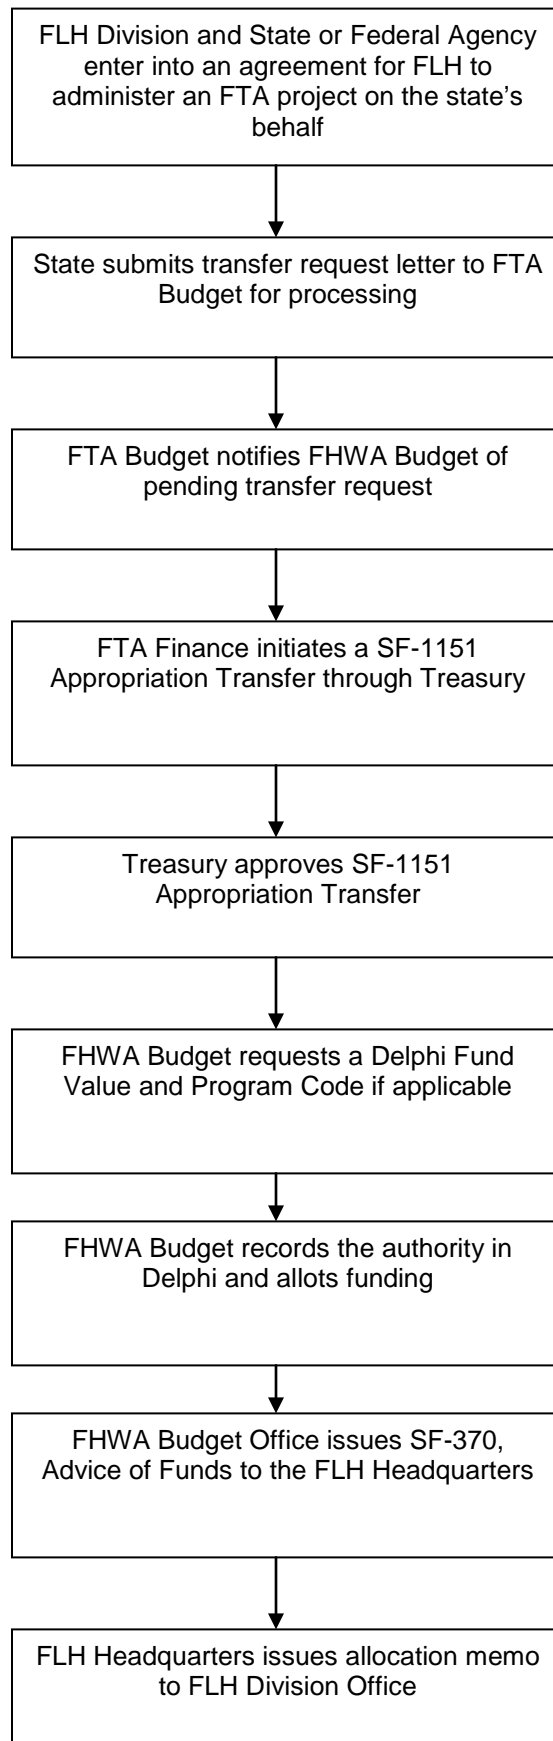 FLH Division and State or Federal Agency
enter into an agreement for FLH to
administer an FTA project on the state’s
behalf
State submits transfer request letter to FTA
Budget for processing
FTA Budget notifies FHWA Budget of
pending transfer request
FTA Finance initiates a SF-1151
Appropriation Transfer through Treasury
Treasury approves SF-1151
Appropriation Transfer
FHWA Budget requests a Delphi Fund
Value and Program Code if applicable
FHWA Budget records the authority in
Delphi and allots funding
FHWA Budget Office issues SF-370,
Advice of Funds to the FLH Headquarters
FLH Headquarters issues allocation memo
to FLH Division Office